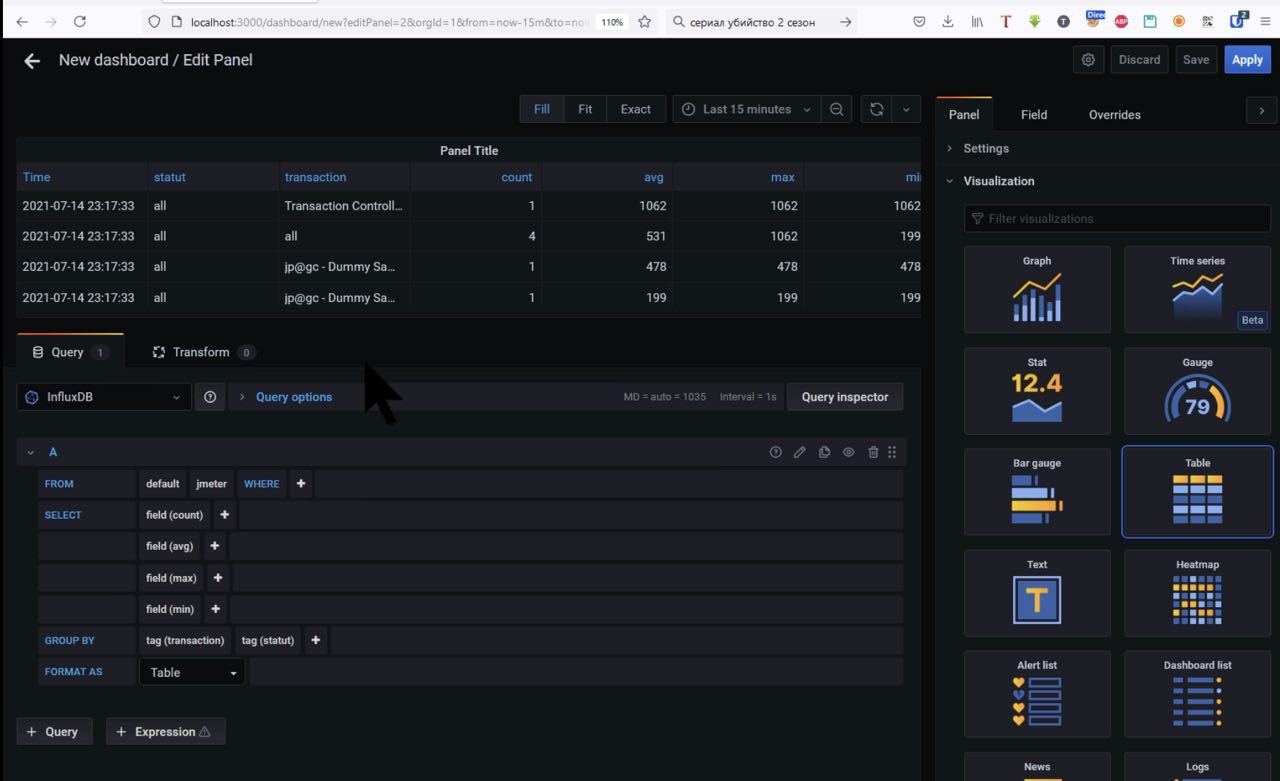 localhost:3000/dashboard/new?editPanel=2&orgId=1&from=now-15m&to=no 110% сериал убийство 2 сезон
New dashboard / Edit Panel Discard Save Apply
Fill Fit Exact Last 15 minutes
Panel Field Overrides
Settings
Visualization
Filter visualizations
Panel Title
Time statut transaction count avg max mi
2021-07-14 23:17:33 all Transaction Controll... 1 1062 1062 1062
2021-07-14 23:17:33 all all 4 531 1062 199
2021-07-14 23:17:33 all jp@gc - Dummy Sa... 1 478 478 478
2021-07-14 23:17:33 all jp@gc - Dummy Sa... 1 199 199 199
Query 1 Transform 0
InfluxDB Query options MD = auto = 1035 Interval = 1s Query inspector
A
FROM default jmeter WHERE +
SELECT field (count) +
field (avg) +
field (max) +
field (min) +
GROUP BY tag (transaction) tag (statut) +
FORMAT AS Table
+ Query + Expression
Graph Time series
Beta
Stat Gauge
12.4 79
Bar gauge Table
Text Heatmap
T
Alert list Dashboard list
News Logs